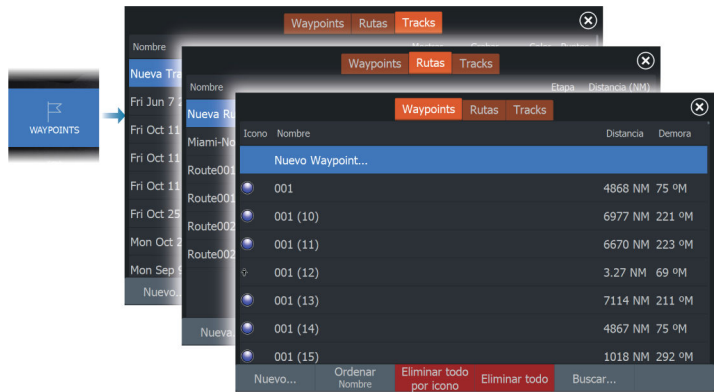 WAYPOINTS
Waypoints Rutas Tracks
Nombre
Nueva
Fri Jun 7
Fri Oct 11
Fri Oct 11
Fri Oct 11
Fri Oct 25
Mon Oct
Mon Sep
Nuevo...
Waypoints Rutas Tracks
Nombre Etapa Distancia (NM)
Nueva
Miami-No
Route001
Route001
Route002
Route002
Nueva
Waypoints Rutas Tracks
Icono Nombre Distancia Demora
Nuevo Waypoint...
001 4868 NM 75 ºM
001 (10) 6977 NM 221 ºM
001 (11) 6670 NM 223 ºM
001 (12) 3.27 NM 69 ºM
001 (13) 7114 NM 211 ºM
001 (14) 4867 NM 75 ºM
001 (15) 1018 NM 292 ºM
Nuevo... Ordenar Nombre Eliminar todo por icono Eliminar todo Buscar...